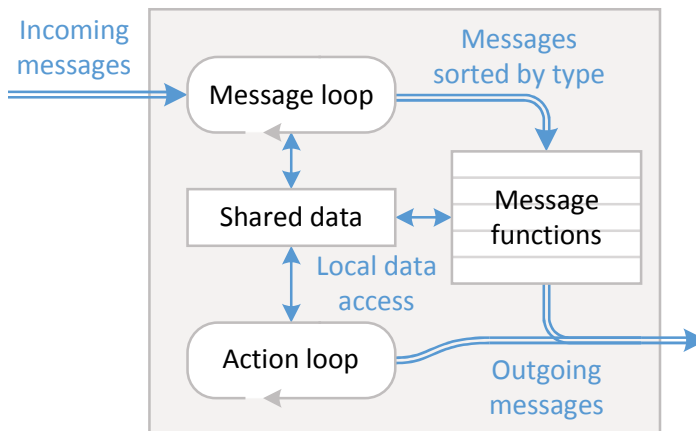 Incoming
messages
Messages
sorted by type
Message loop
Shared data
Message
functions
Local data
access
Action loop
Outgoing
messages